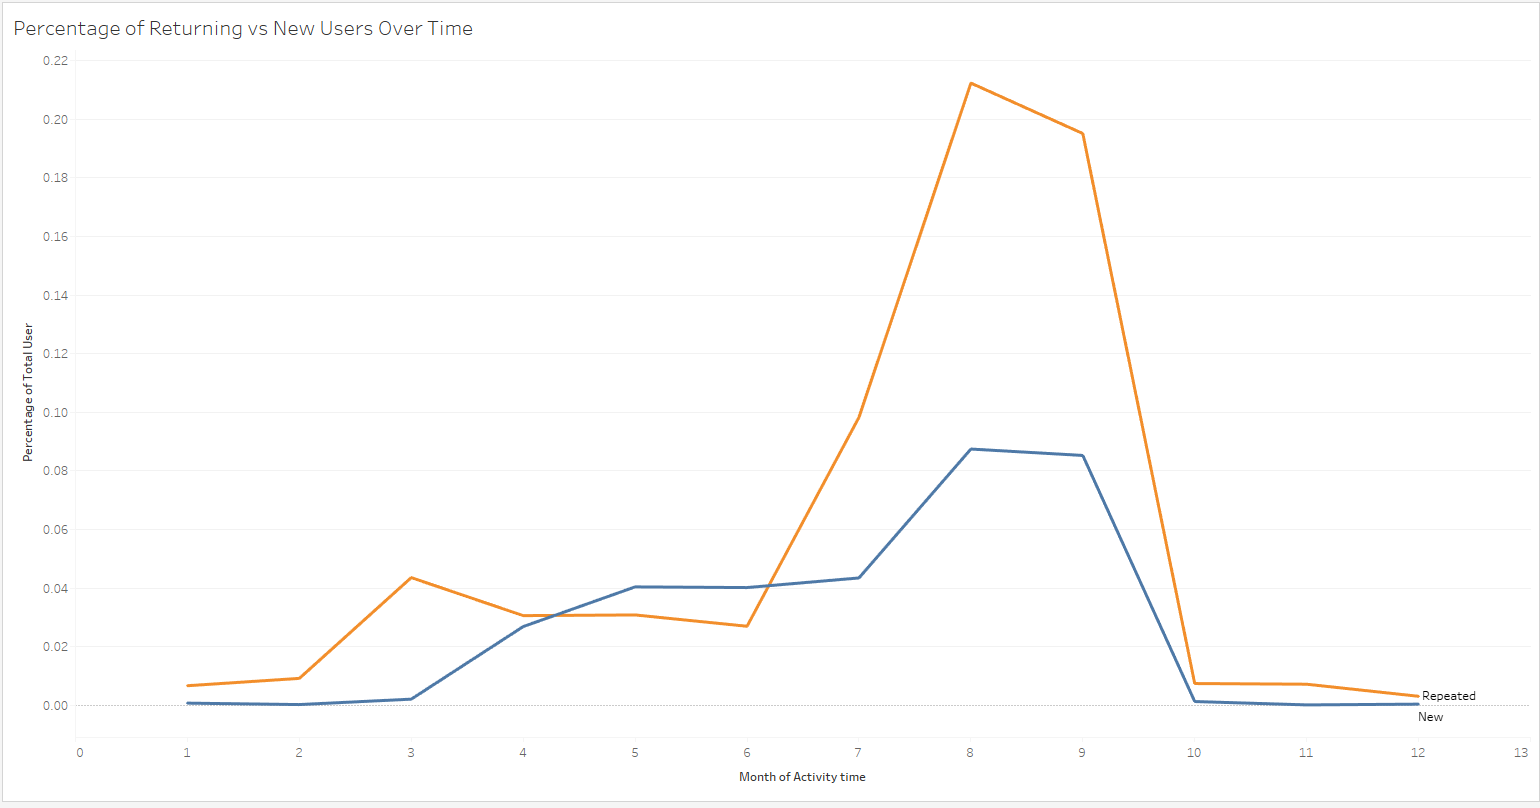 Percentage of Returning vs New Users Over Time
0.22
0.20
0.18
0.16
0.14
0.12
0.10
0.08
0.06
0.04
0.02
0.00
Percentage of Total User
Repeated
New
0 1 2 3 4 5 6 7 8 9 10 11 12 13
Month of Activity time